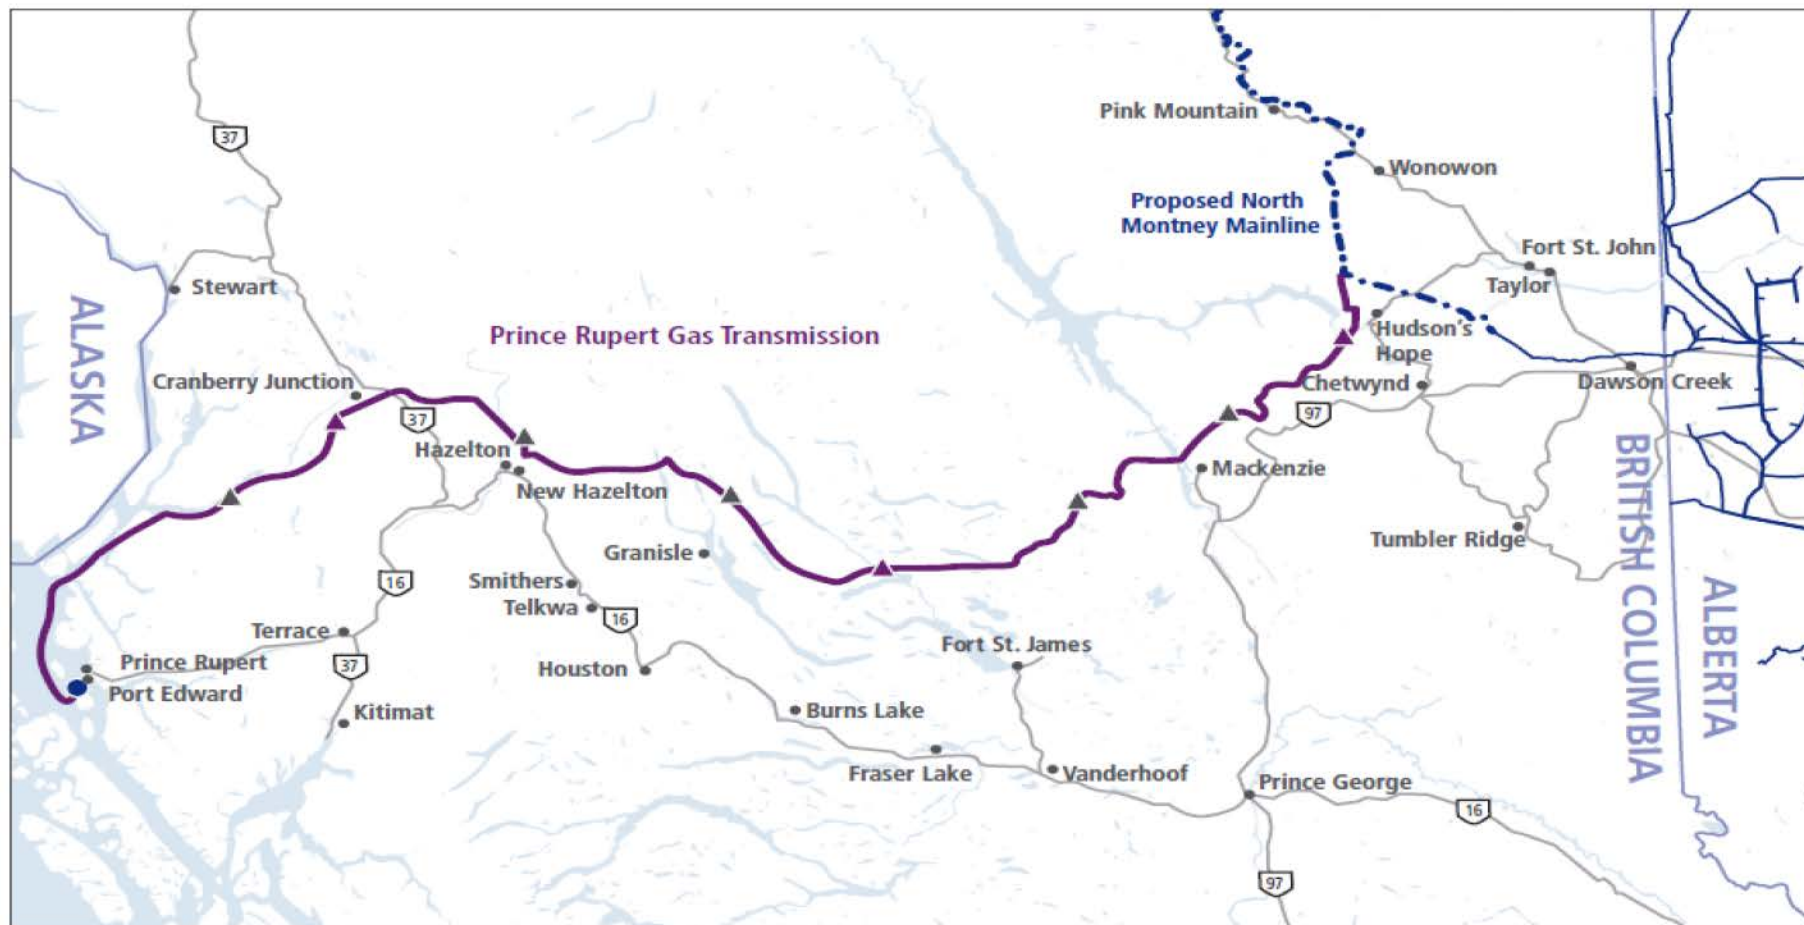 37
Pink Mountain
Wonowon
Proposed North
Montney Mainline
Fort St. John
Taylor
Stewart
ALASKA
Prince Rupert Gas Transmission
Hudson's
Hope
Cranberry Junction
Chetwynd
Dawson Creek
37
97
Hazelton
Mackenzie
New Hazelton
BRITISH COLUMBIA
Tumbler Ridge
Granisle
ALBERTA
Smithers
16
Telkwa
16
Terrace
Fort St. James
Prince Rupert
37
Houston
Port Edward
Kitimat
Burns Lake
Fraser Lake
Vanderhoof
Prince George
16
97